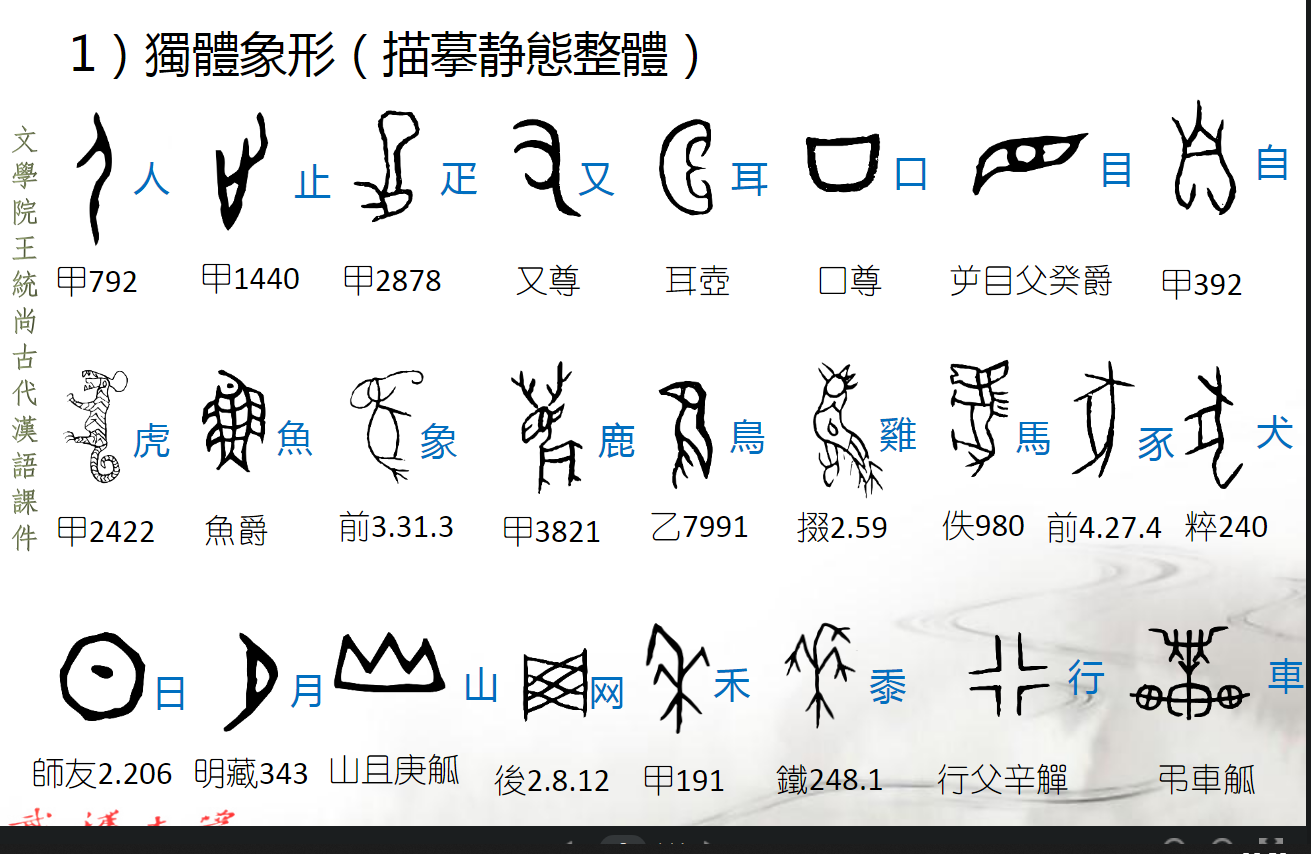 1）獨體象形（描摹静態整體）
文學院王統尚古代漢語課件
人 止 疋 又 耳 口 目 自
甲792 甲1440 甲2878 又尊 耳壺 口尊 目父癸爵 甲392
虎 魚 象 鹿 鳥 雞 馬 豕 犬
甲2422 魚爵 前3.31.3 甲3821 乙7991 掇2.59 佚980 前4.27.4 粹240
日 月 山 网 禾 黍 行 車
師友2.206 明藏343 山且庚觚 後2.8.12 甲191 鐵248.1 行父辛觶 弔車觚